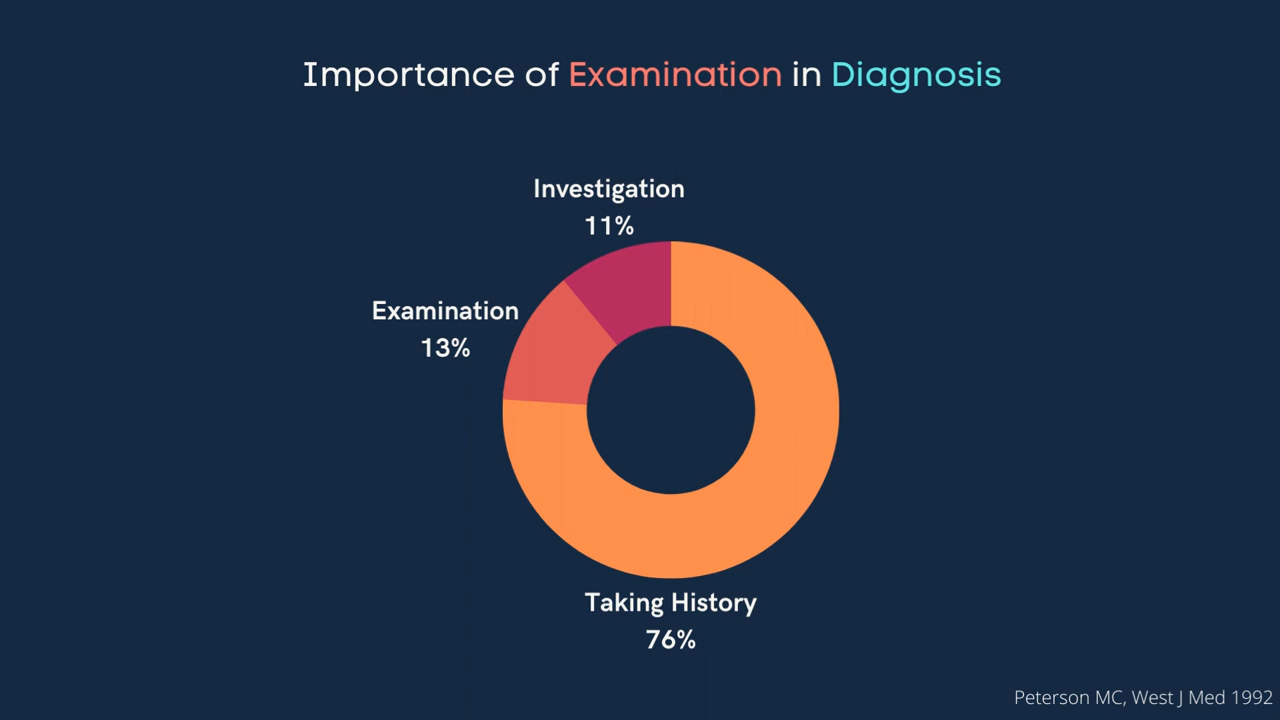 Importance of Examination in Diagnosis
Investigation
11%
Examination
13%
Taking History
76%
Peterson MC, West J Med 1992